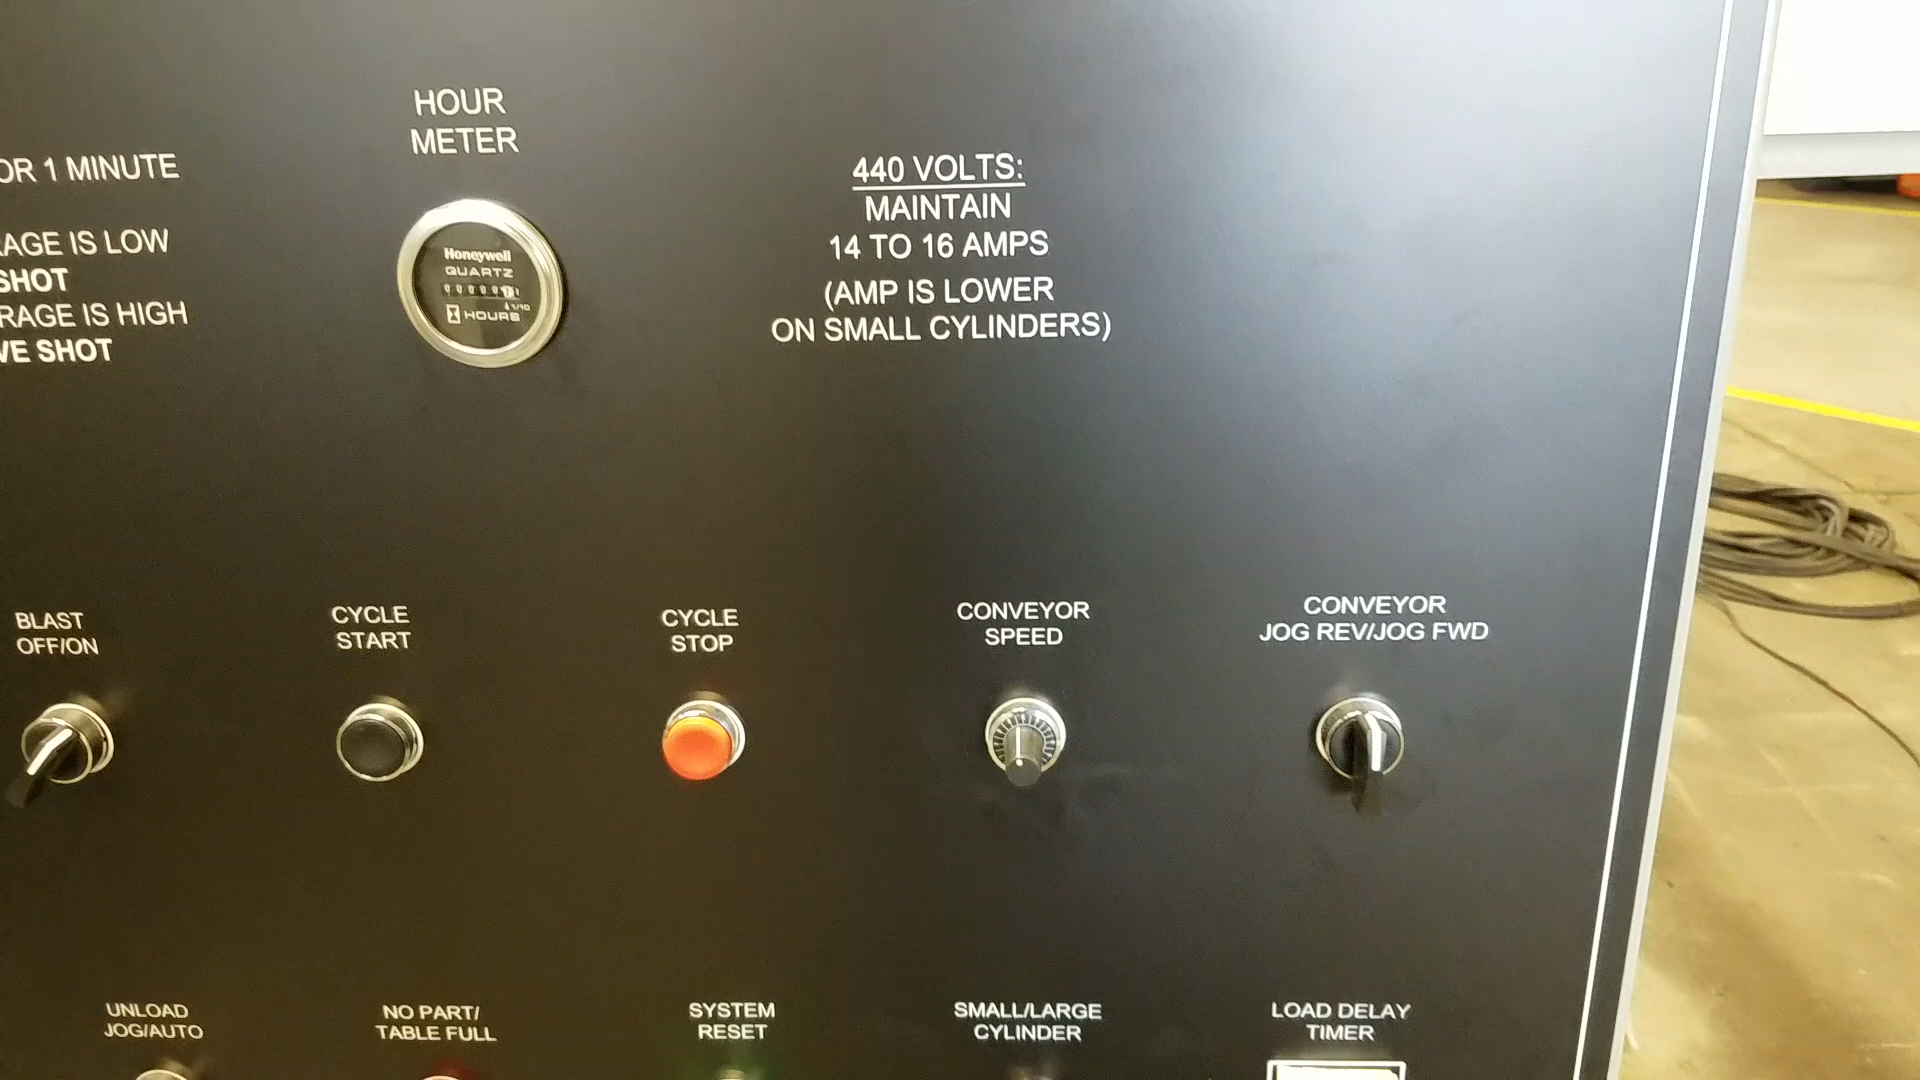 OR 1 MINUTE
RAGE IS LOW
SHOT
RAGE IS HIGH
VE SHOT
HOUR
METER
Honeywell
QUARTZ
1/10
HOURS
440 VOLTS:
MAINTAIN
14 TO 16 AMPS
(AMP IS LOWER
ON SMALL CYLINDERS)
BLAST
OFF/ON
CYCLE
START
CYCLE
STOP
CONVEYOR
SPEED
CONVEYOR
JOG REV/JOG FWD
UNLOAD
JOG/AUTO
NO PART/
TABLE FULL
SYSTEM
RESET
SMALL/LARGE
CYLINDER
LOAD DELAY
TIMER